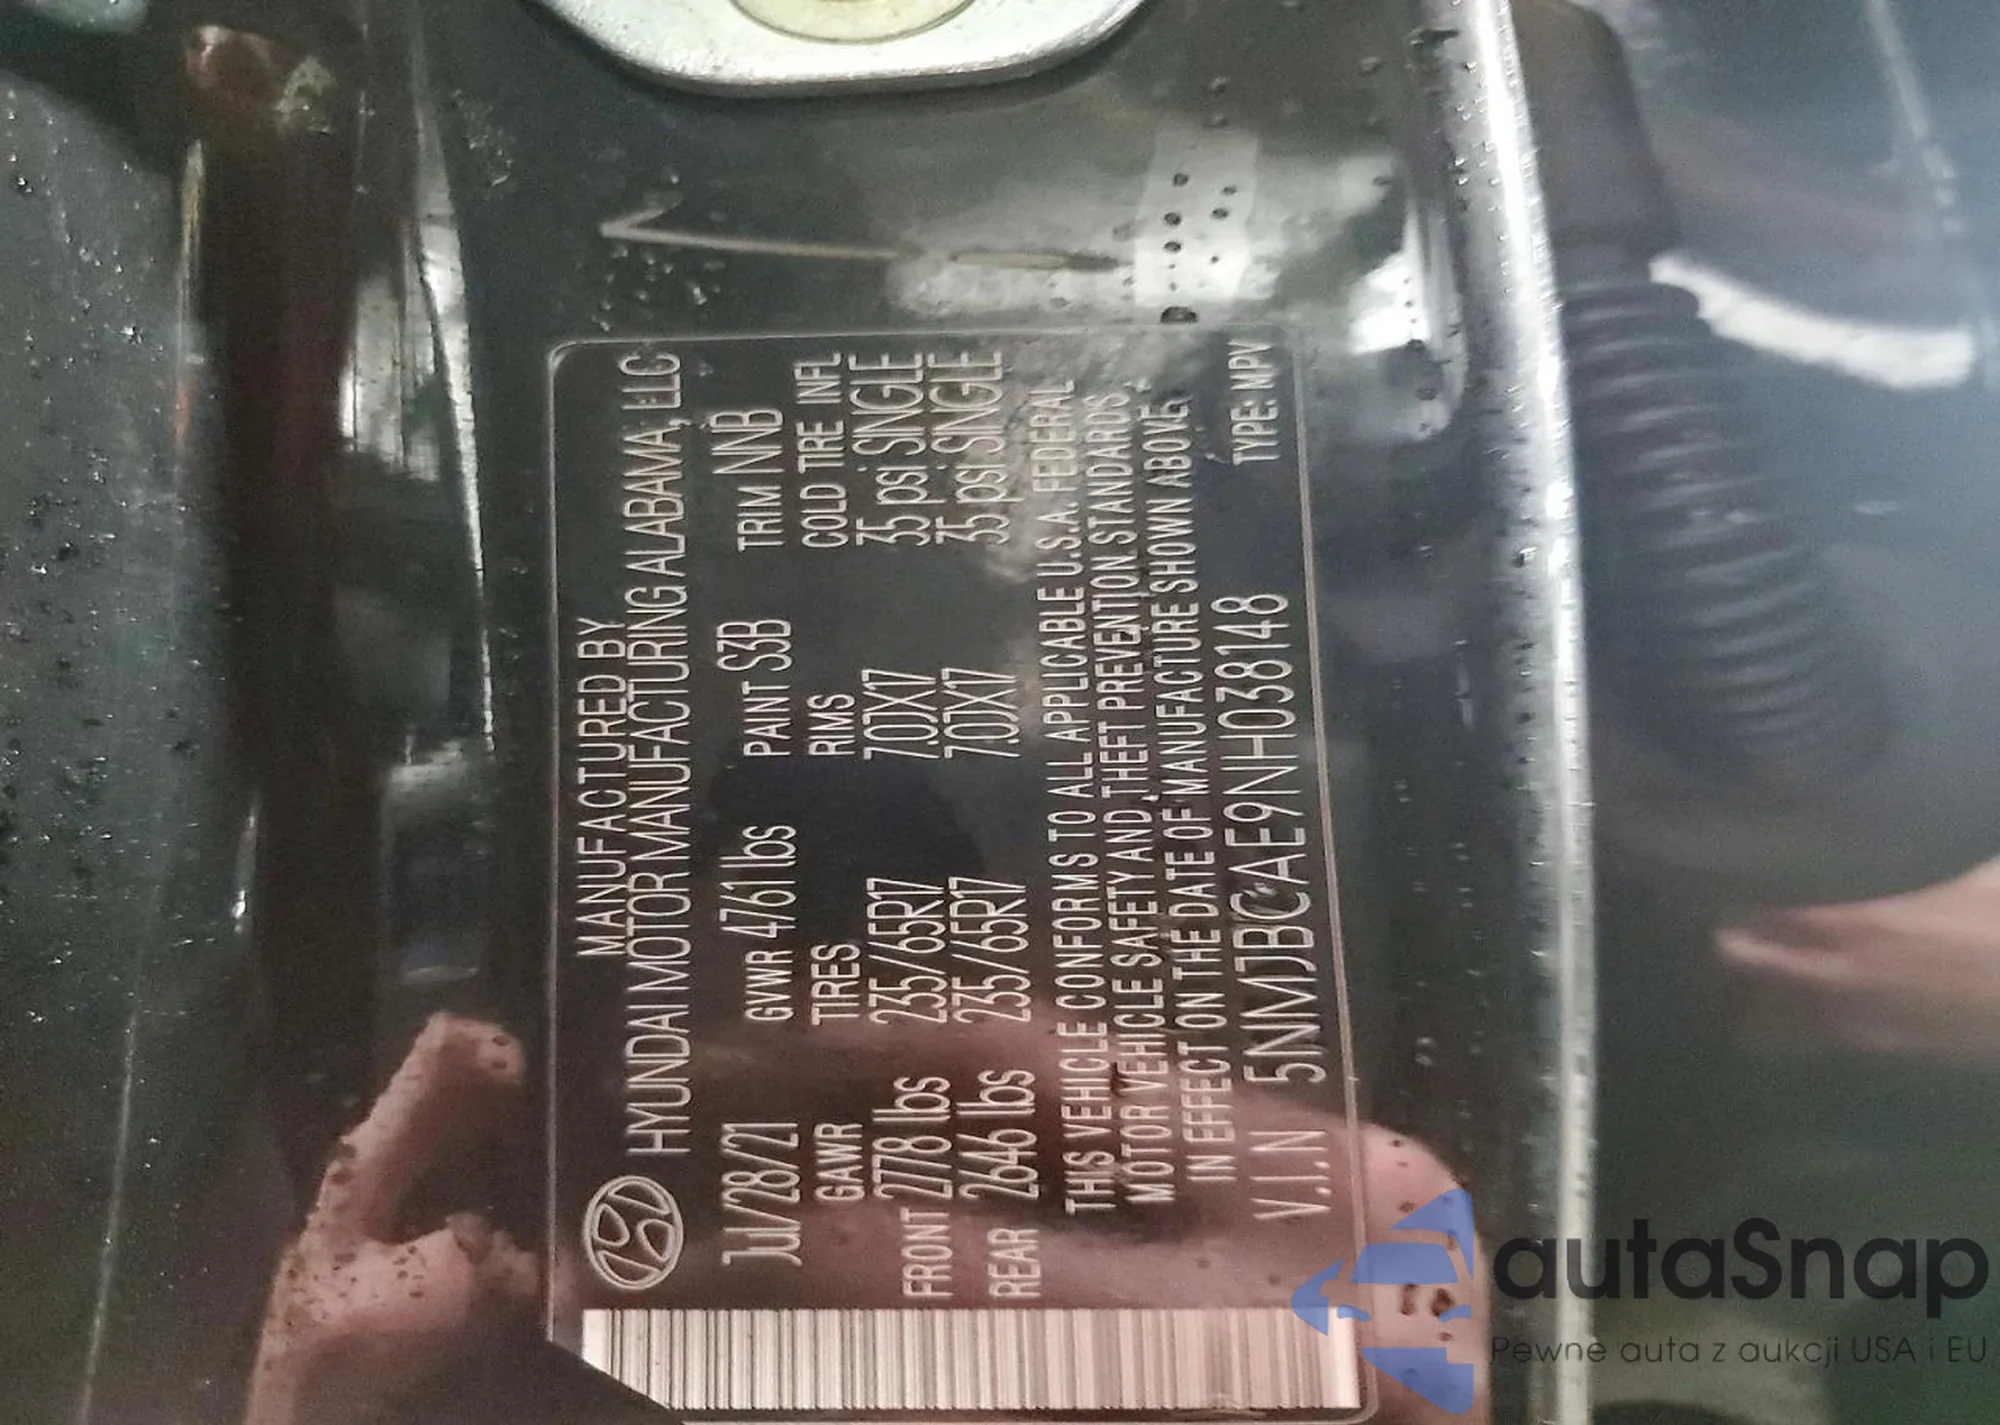 MANUFACTURED BY
HYUNDAI MOTOR MANUFACTURING ALABAMA, LLC
Jul/28/21 GVWR 4761 lbs PAINT S3B TRIM NNB
GAWR TIRES RIMS COLD TIRE INFL
FRONT 2778 lbs 235/65R17 7.0JX17 35 psi SINGLE
REAR 2646 lbs 235/65R17 7.0JX17 35 psi SINGLE
THIS VEHICLE CONFORMS TO ALL APPLICABLE U.S.A. FEDERAL
MOTOR VEHICLE SAFETY AND THEFT PREVENTION STANDARDS
IN EFFECT ON THE DATE OF MANUFACTURE SHOWN ABOVE.
V.I.N 5NMJBCAE9NH038148 TYPE: MPV
autaSnap
Pewne auta z aukcji USA i EU